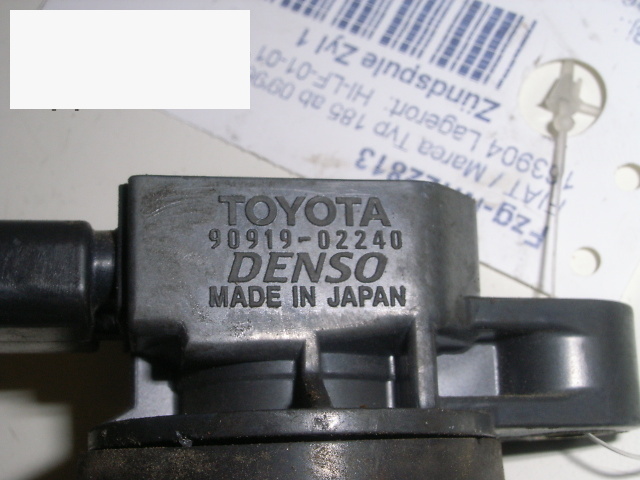 TOYOTA
90919-02240
DENSO
MADE IN JAPAN
Zündspule Zyl 1
163904 Lagerort: HI-LF-01-01
FIAT / Marea Typ 185 ab 09/96